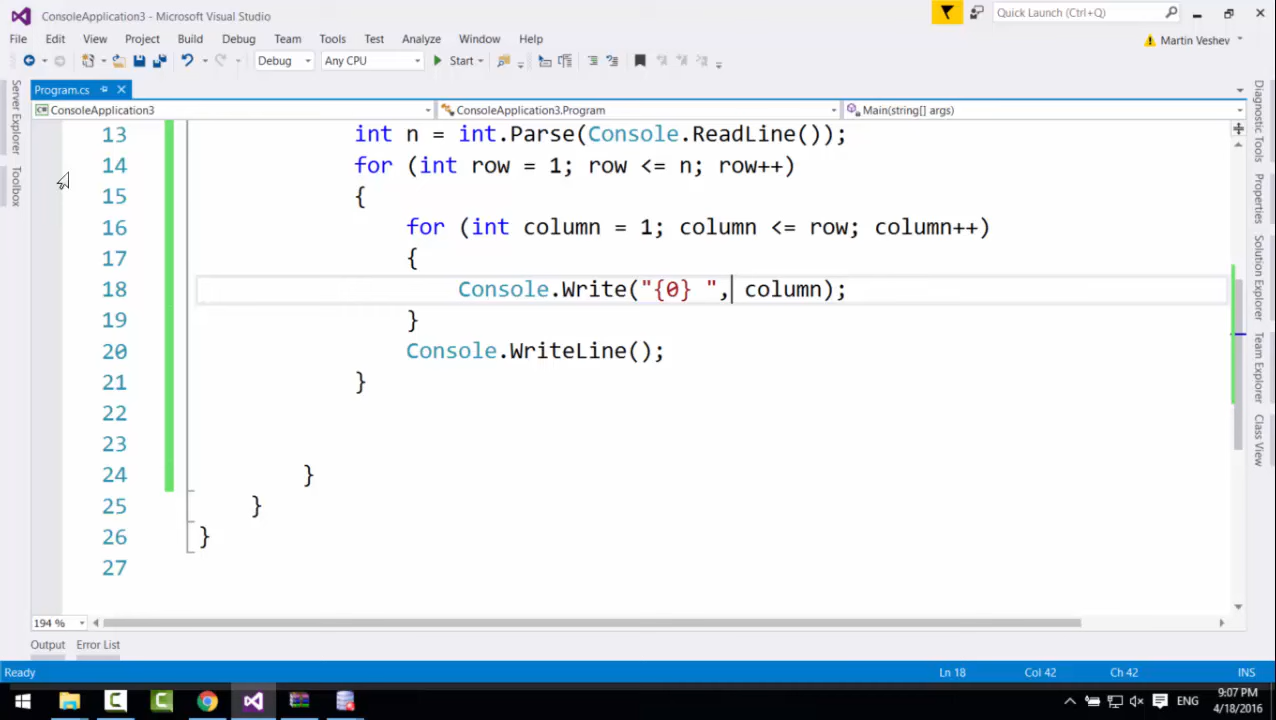 ConsoleApplication3 - Microsoft Visual Studio
Quick Launch (Ctrl+Q)
File Edit View Project Build Debug Team Tools Test Analyze Window Help
Martin Veshev
Debug Any CPU Start
Program.cs
ConsoleApplication3 ConsoleApplication3.Program Main(string[] args)
Server Explorer
Toolbox
13 int n = int.Parse(Console.ReadLine());
14 for (int row = 1; row <= n; row++)
15 {
16 for (int column = 1; column <= row; column++)
17 {
18 Console.Write("{0} ", column);
19 }
20 Console.WriteLine();
21 }
22
23
24 }
25 }
26 }
27
Diagnostic Tools
Properties
Solution Explorer
Team Explorer
Class View
194 %
Output Error List
Ready Ln 18 Col 42 Ch 42 INS
ENG
9:07 PM
4/18/2016